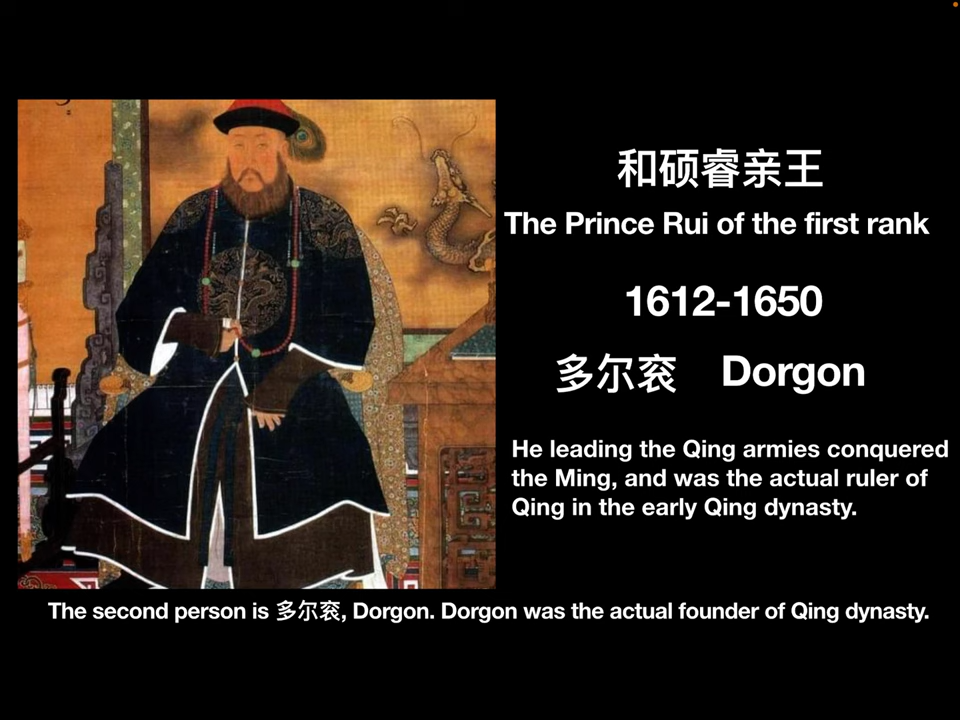 和硕睿亲王
The Prince Rui of the first rank
1612-1650
多尔衮 Dorgon
He leading the Qing armies conquered
the Ming, and was the actual ruler of
Qing in the early Qing dynasty.
The second person is 多尔衮, Dorgon. Dorgon was the actual founder of Qing dynasty.